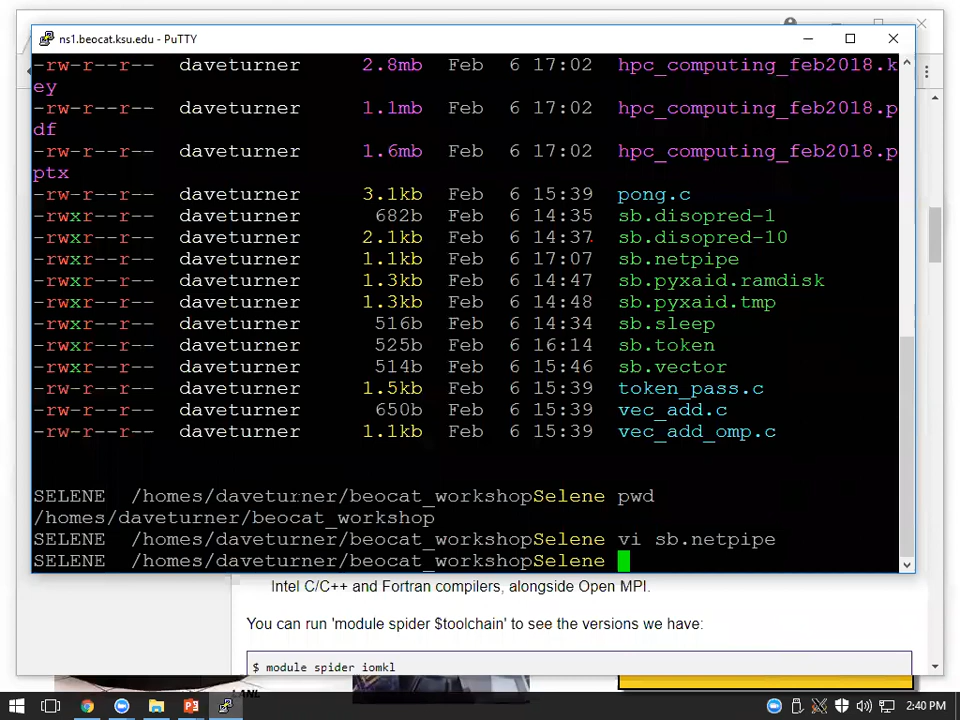 ns1.beocat.ksu.edu - PuTTY
-rw-r--r-- daveturner 2.8mb Feb 6 17:02 hpc_computing_feb2018.k
ey
-rw-r--r-- daveturner 1.1mb Feb 6 17:02 hpc_computing_feb2018.p
df
-rw-r--r-- daveturner 1.6mb Feb 6 17:02 hpc_computing_feb2018.p
ptx
-rw-r--r-- daveturner 3.1kb Feb 6 15:39 pong.c
-rwxr--r-- daveturner 682b Feb 6 14:35 sb.disopred-1
-rwxr--r-- daveturner 2.1kb Feb 6 14:37 sb.disopred-10
-rwxr--r-- daveturner 1.1kb Feb 6 17:07 sb.netpipe
-rwxr--r-- daveturner 1.3kb Feb 6 14:47 sb.pyxaid.ramdisk
-rwxr--r-- daveturner 1.3kb Feb 6 14:48 sb.pyxaid.tmp
-rwxr--r-- daveturner 516b Feb 6 14:34 sb.sleep
-rwxr--r-- daveturner 525b Feb 6 16:14 sb.token
-rwxr--r-- daveturner 514b Feb 6 15:46 sb.vector
-rw-r--r-- daveturner 1.5kb Feb 6 15:39 token_pass.c
-rw-r--r-- daveturner 650b Feb 6 15:39 vec_add.c
-rw-r--r-- daveturner 1.1kb Feb 6 15:39 vec_add_omp.c
SELENE /homes/daveturner/beocat_workshopSelene pwd
/homes/daveturner/beocat_workshop
SELENE /homes/daveturner/beocat_workshopSelene vi sb.netpipe
SELENE /homes/daveturner/beocat_workshopSelene
Intel C/C++ and Fortran compilers, alongside Open MPI.
You can run 'module spider $toolchain' to see the versions we have:
$ module spider iomkl
LANL
2:40 PM